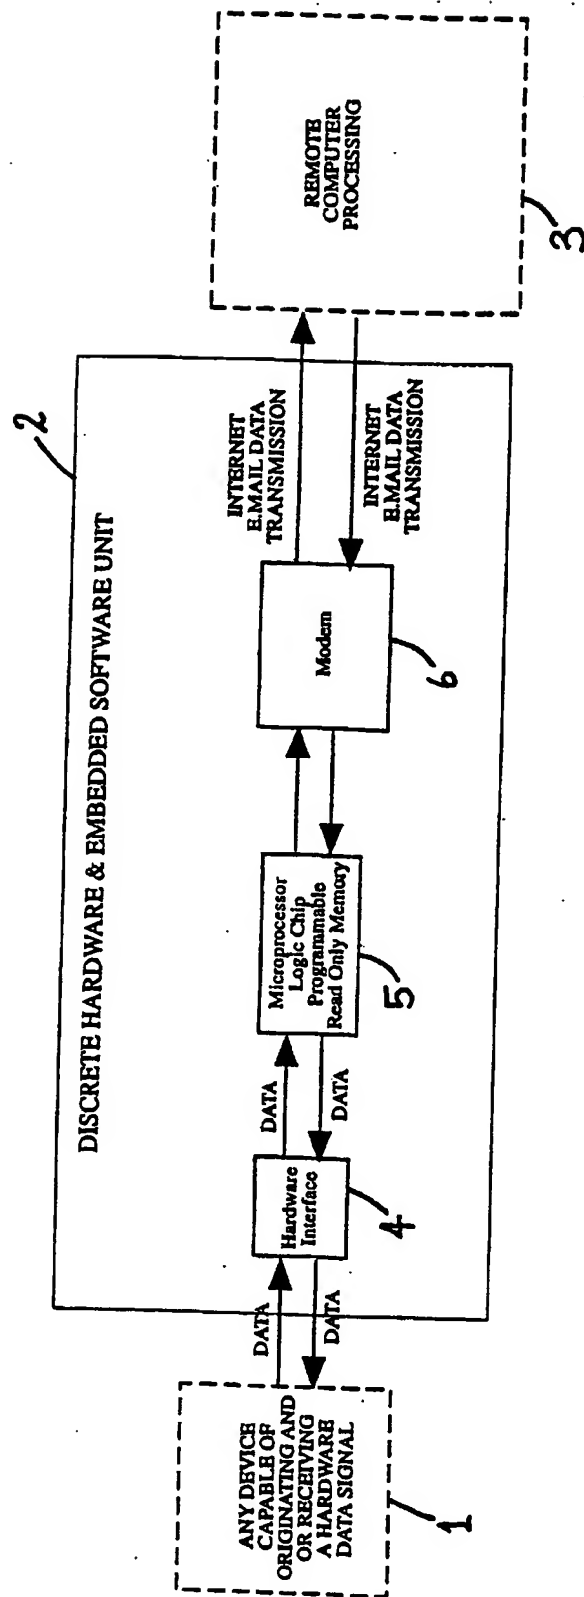 DISCRETE HARDWARE & EMBEDDED SOFTWARE UNIT
2
ANY DEVICE
CAPABLE OF
ORIGINATING AND
OR RECEIVING
A HARDWARE
DATA SIGNAL
1
DATA
DATA
Hardware
Interface
4
DATA
DATA
Microprocessor
Logic Chip
Programmable
Read Only Memory
5
Modem
6
INTERNET
E.MAIL DATA
TRANSMISSION
INTERNET
E.MAIL DATA
TRANSMISSION
REMOTE
COMPUTER
PROCESSING
3